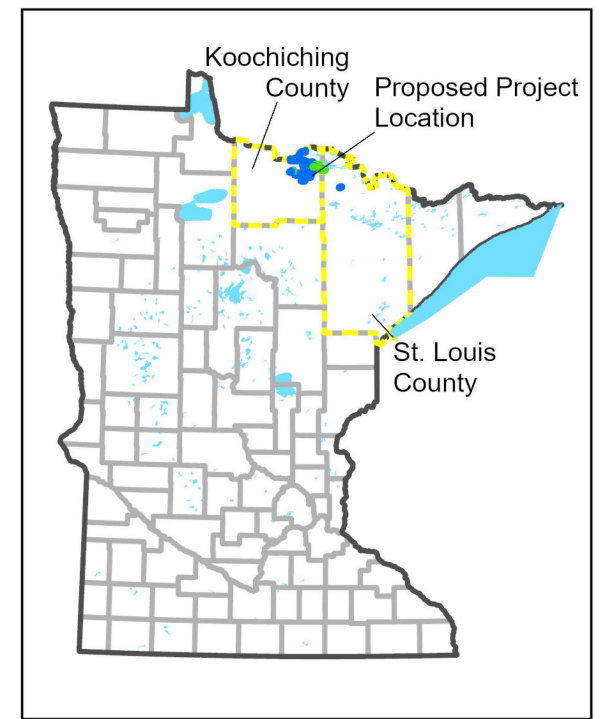 Koochiching
County
Proposed Project
Location
St. Louis
County